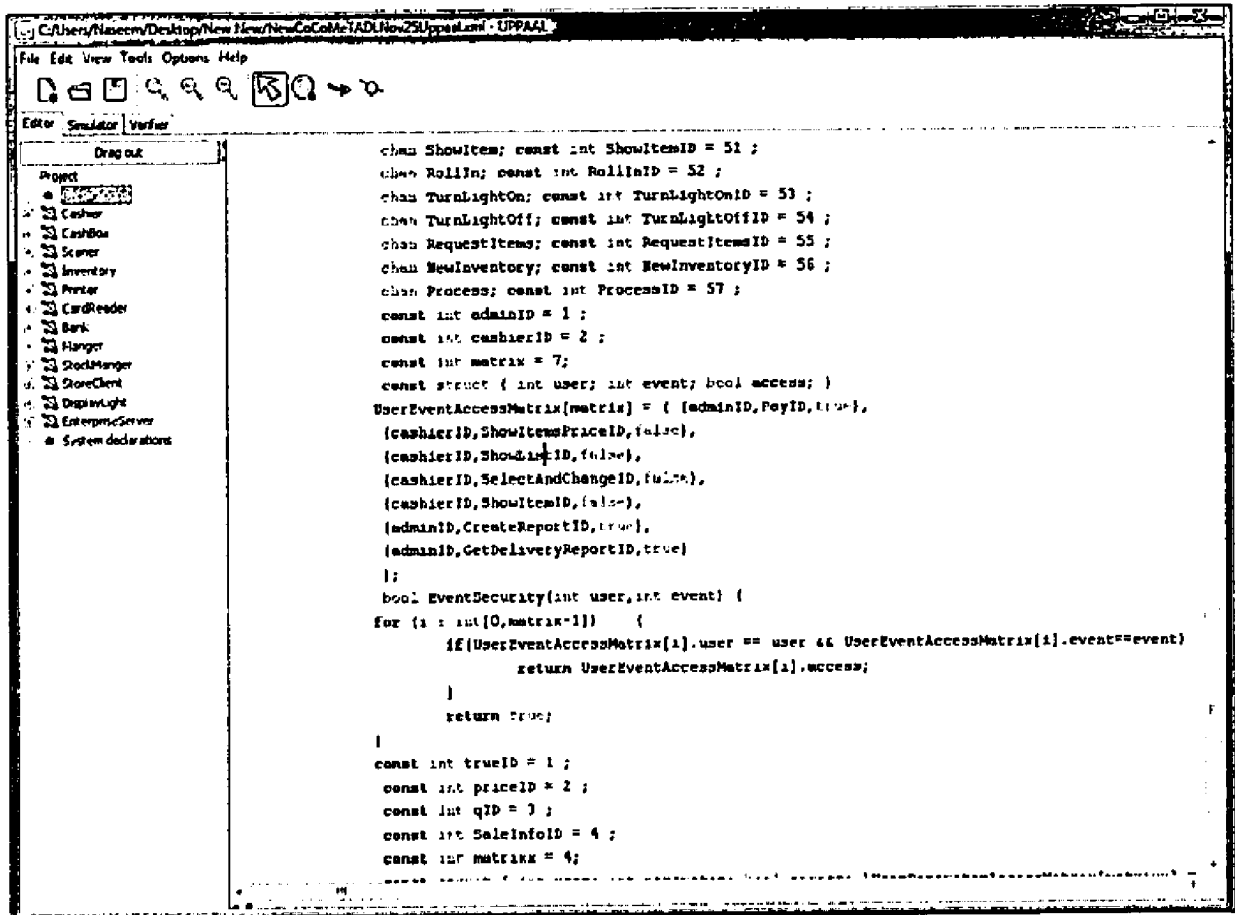 C:/Users/Naseem/Desktop/New New/NewCoCoMeTADLNov25Uppaal.xml - UPPAAL
File Edit View Tools Options Help
Editor Simulator Verifier
Drag out
Project
Cashier
CashBox
Scaner
Inventory
Printer
CardReader
Bank
Manger
StockManger
StoreClient
DisplayLight
EnterpriseServer
System declarations
chan ShowItem; const int ShowItemID = 51 ;
chan RollIn; const int RollInID = 52 ;
chan TurnLightOn; const int TurnLightOnID = 53 ;
chan TurnLightOff; const int TurnLightOffID = 54 ;
chan RequestItems; const int RequestItemsID = 55 ;
chan NewInventory; const int NewInventoryID = 56 ;
chan Process; const int ProcessID = 57 ;
const int adminID = 1 ;
const int cashierID = 2 ;
const int matrix = 7;
const struct { int user; int event; bool access; }
UserEventAccessMatrix[matrix] = { {adminID,PayID,true},
{cashierID,ShowItemsPriceID,false},
{cashierID,ShowListID,false},
{cashierID,SelectAndChangeID,false},
{cashierID,ShowItemID,false},
{adminID,CreateReportID,true},
{adminID,GetDeliveryReportID,true}
};
bool EventSecurity(int user,int event) {
for (i : int[0,matrix-1]) {
if(UserEventAccessMatrix[i].user == user && UserEventAccessMatrix[i].event==event)
return UserEventAccessMatrix[i].access;
}
return true;
}
const int trueID = 1 ;
const int priceID = 2 ;
const int qID = 3 ;
const int SaleInfoID = 4 ;
const int matrixx = 4;